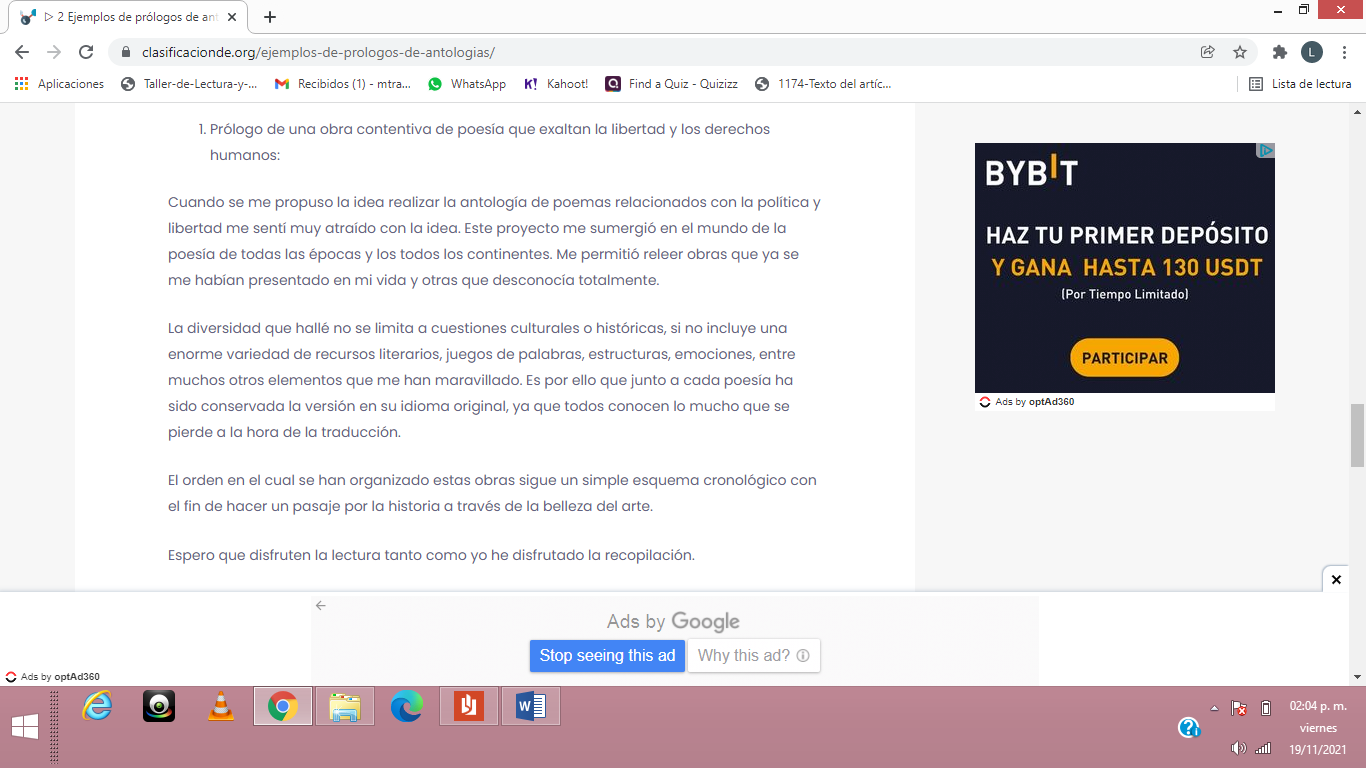 ▷ 2 Ejemplos de prólogos de ant
clasificacionde.org/ejemplos-de-prologos-de-antologias/
L
Aplicaciones
Taller-de-Lectura-y-...
Recibidos (1) - mtra...
WhatsApp
K! Kahoot!
Find a Quiz - Quizizz
1174-Texto del artíc...
Lista de lectura
1. Prólogo de una obra contentiva de poesía que exaltan la libertad y los derechos
humanos:
Cuando se me propuso la idea realizar la antología de poemas relacionados con la política y
libertad me sentí muy atraído con la idea. Este proyecto me sumergió en el mundo de la
poesía de todas las épocas y los todos los continentes. Me permitió releer obras que ya se
me habían presentado en mi vida y otras que desconocía totalmente.
La diversidad que hallé no se limita a cuestiones culturales o históricas, si no incluye una
enorme variedad de recursos literarios, juegos de palabras, estructuras, emociones, entre
muchos otros elementos que me han maravillado. Es por ello que junto a cada poesía ha
sido conservada la versión en su idioma original, ya que todos conocen lo mucho que se
pierde a la hora de la traducción.
El orden en el cual se han organizado estas obras sigue un simple esquema cronológico con
el fin de hacer un pasaje por la historia a través de la belleza del arte.
Espero que disfruten la lectura tanto como yo he disfrutado la recopilación.
BYBIT
HAZ TU PRIMER DEPÓSITO
Y GANA HASTA 130 USDT
(Por Tiempo Limitado)
PARTICIPAR
Ads by optAd360
Ads by Google
Stop seeing this ad
Why this ad?
Ads by optAd360
02:04 p. m.
viernes
19/11/2021